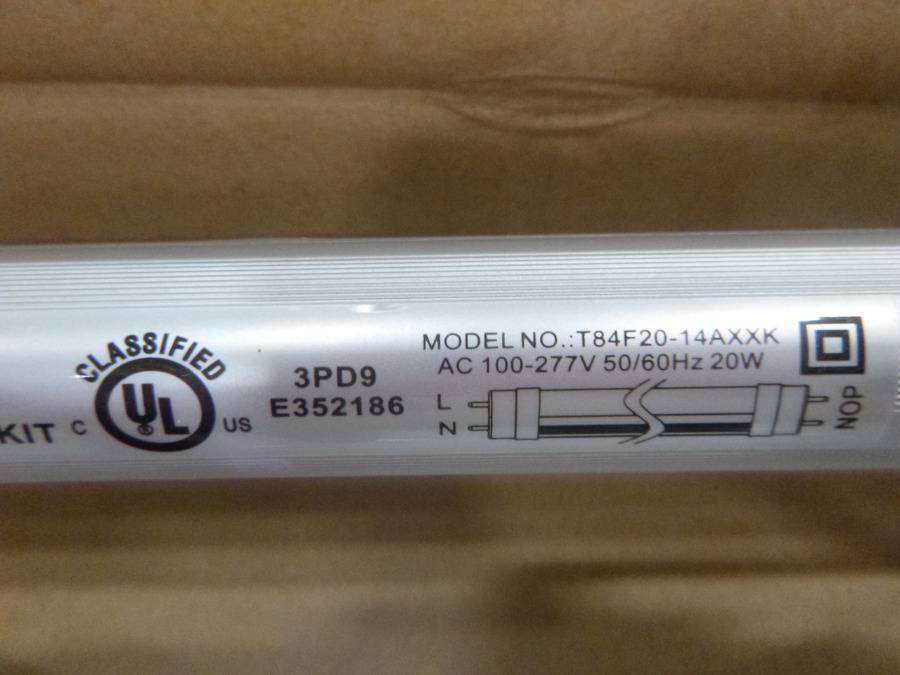 KIT
C
CLASSIFIED
UL
®
US
3PD9
E352186
MODEL NO.:T84F20-14AXXK
AC 100-277V 50/60Hz 20W
L
N
NOP